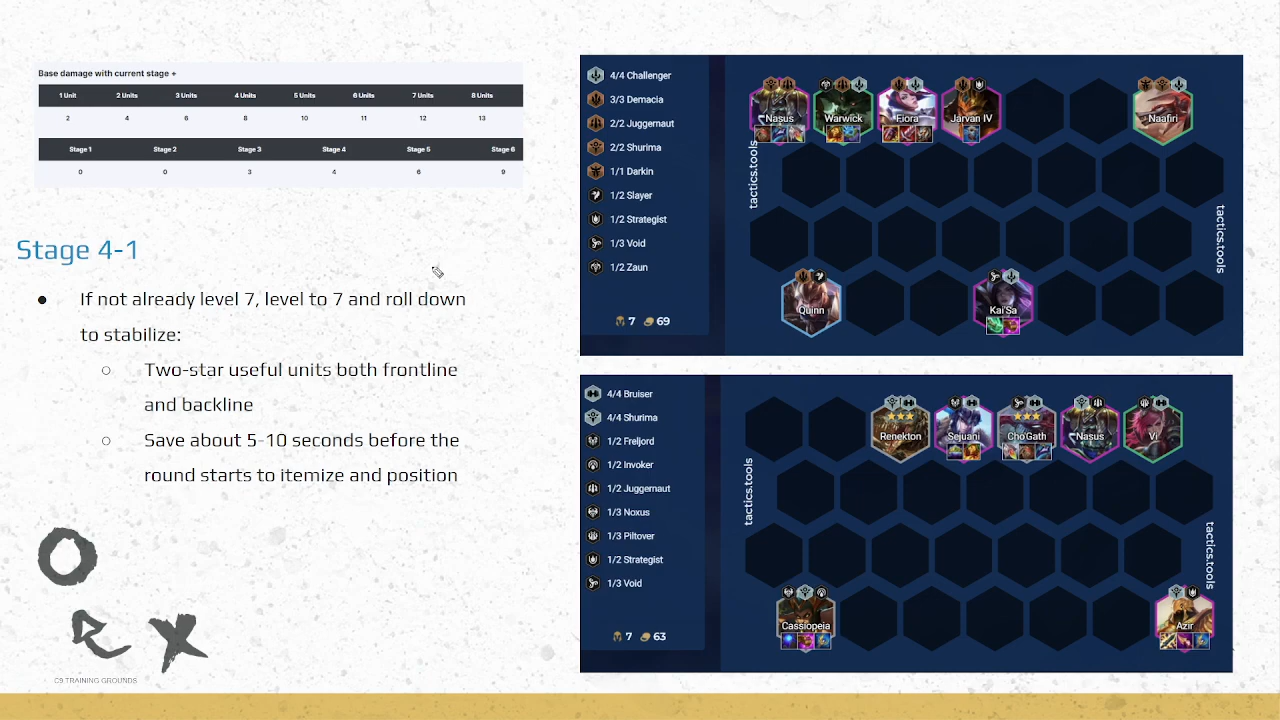 Base damage with current stage +
1 Unit 2 Units 3 Units 4 Units 5 Units 6 Units 7 Units 8 Units
2 4 6 8 10 11 12 13
Stage 1 Stage 2 Stage 3 Stage 4 Stage 5 Stage 6
0 0 3 4 6 9
Stage 4-1
If not already level 7, level to 7 and roll down
to stabilize:
Two-star useful units both frontline
and backline
Save about 5-10 seconds before the
round starts to itemize and position
C9 TRAINING GROUNDS
4/4 Challenger
3/3 Demacia
2/2 Juggernaut
2/2 Shurima
1/1 Darkin
1/2 Slayer
1/2 Strategist
1/3 Void
1/2 Zaun
7 69
Nasus Warwick Fiora Jarvan IV Naafiri
tactics.tools
tactics.tools
Quinn Kai'Sa
4/4 Bruiser
4/4 Shurima
1/2 Freljord
1/2 Invoker
1/2 Juggernaut
1/3 Noxus
1/3 Piltover
1/2 Strategist
1/3 Void
7 63
Renekton Sejuani Cho'Gath Nasus Vi
tactics.tools
tactics.tools
Cassiopeia Azir